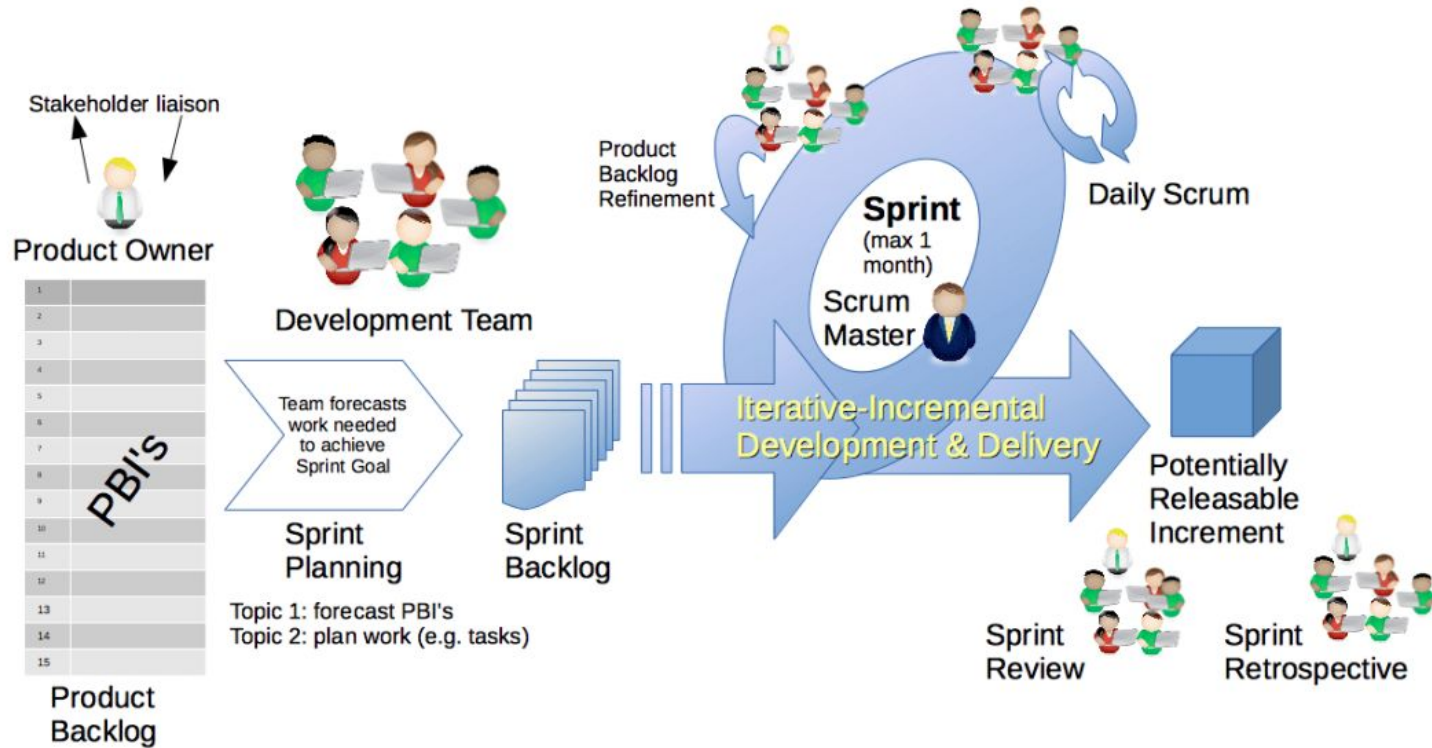 Stakeholder liaison
Product Owner
1
2
3
4
5
6
7
8
9
10
11
12
13
14
15
PBI's
Product
Backlog
Development Team
Team forecasts
work needed
to achieve
Sprint Goal
Sprint
Planning
Topic 1: forecast PBI's
Topic 2: plan work (e.g. tasks)
Sprint
Backlog
Product
Backlog
Refinement
Sprint
(max 1
month)
Scrum
Master
Daily Scrum
Iterative-Incremental
Development & Delivery
Potentially
Releasable
Increment
Sprint
Review
Sprint
Retrospective